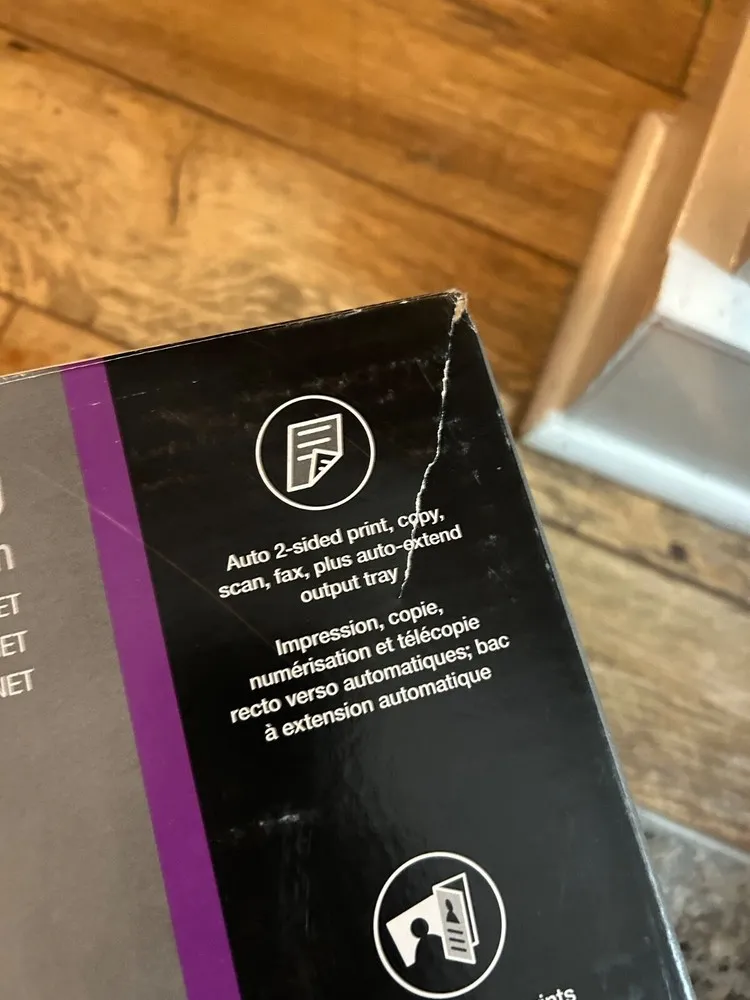 Auto 2-sided print, copy,
scan, fax, plus auto-extend
output tray
Impression, copie,
numérisation et télécopie
recto verso automatiques; bac
à extension automatique